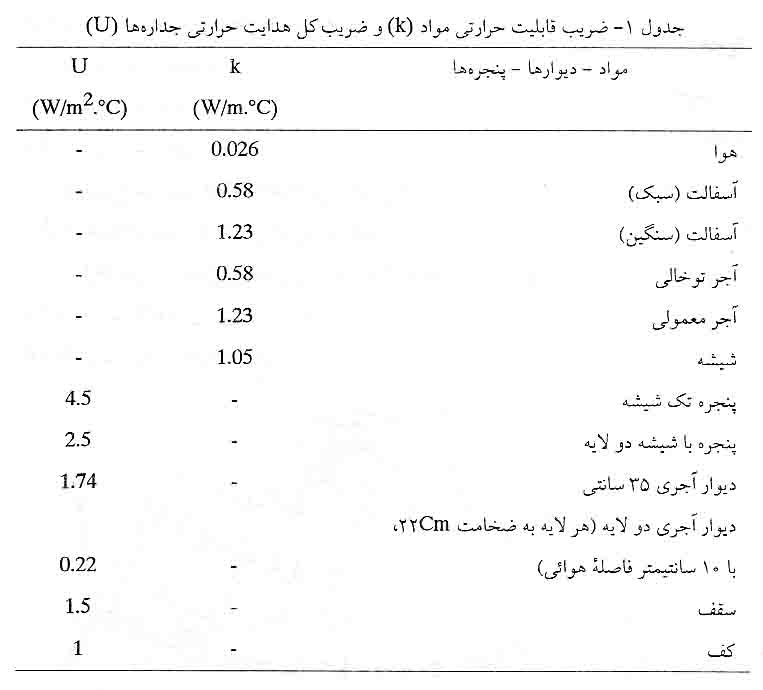 جدول ۱- ضریب قابلیت حرارتی مواد (k) و ضریب کل هدایت حرارتی جداره‌ها (U)
مواد - دیوارها - پنجره‌ها k U
(W/m.°C) (W/m².°C)
هوا 0.026 -
آسفالت (سبک) 0.58 -
آسفالت (سنگین) 1.23 -
آجر توخالی 0.58 -
آجر معمولی 1.23 -
شیشه 1.05 -
پنجره تک شیشه - 4.5
پنجره با شیشه دو لایه - 2.5
دیوار آجری ۳۵ سانتی - 1.74
دیوار آجری دو لایه (هر لایه به ضخامت ۲۲Cm،
با ۱۰ سانتیمتر فاصلهٔ هوائی) - 0.22
سقف - 1.5
کف - 1